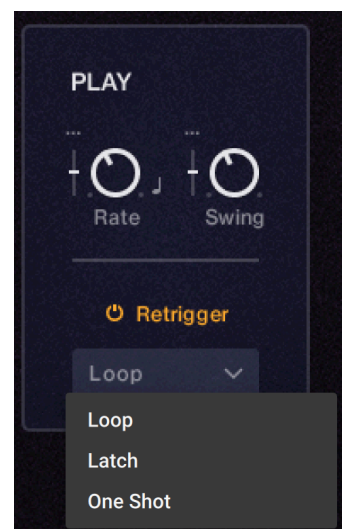 PLAY
Rate Swing
Retrigger
Loop
Loop
Latch
One Shot